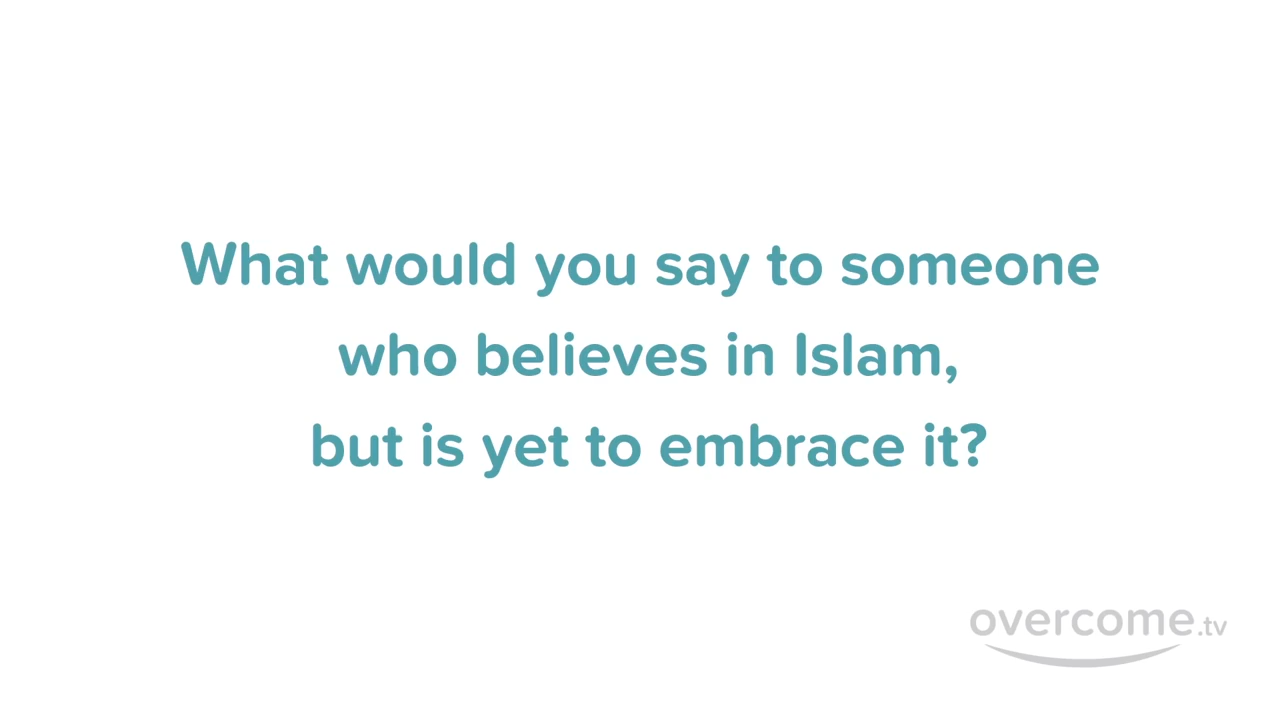 What would you say to someone
who believes in Islam,
but is yet to embrace it?
overcome.tv